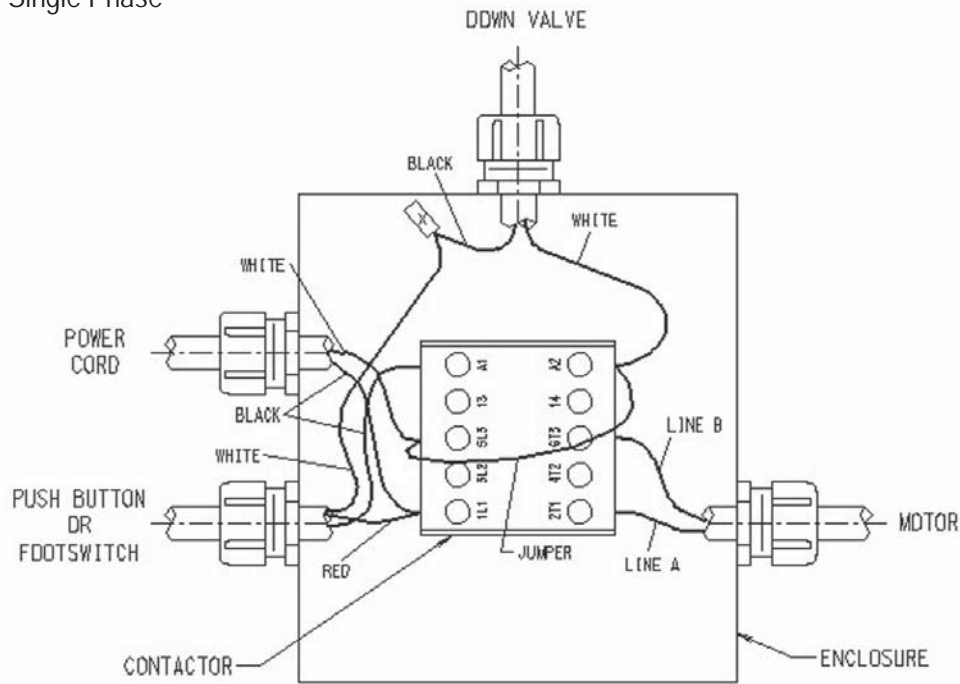 Single Phase
DOWN VALVE
BLACK
WHITE
WHITE
POWER
CORD
A1
A2
13
14
BLACK
5L3
6T3
LINE B
WHITE
3L2
4T2
PUSH BUTTON
OR
FOOTSWITCH
1L1
2T1
MOTOR
RED
JUMPER
LINE A
CONTACTOR
ENCLOSURE